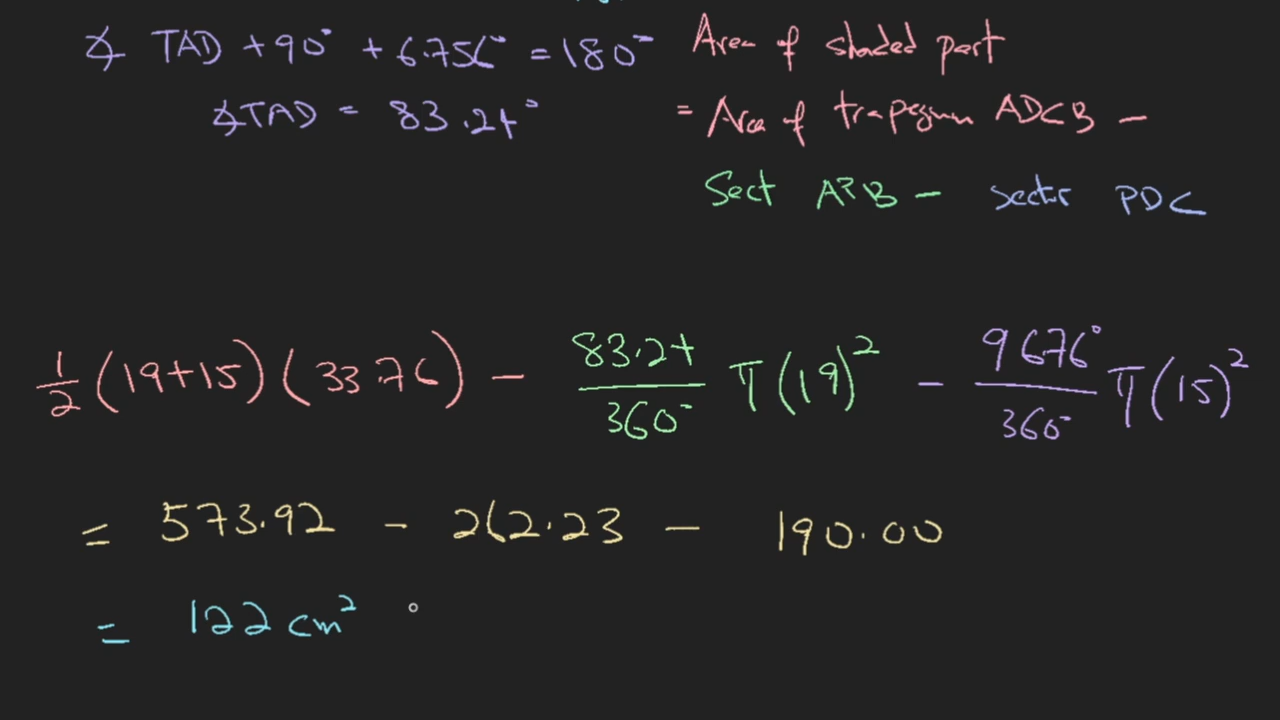 ∡ TAD + 90° + 6.756° = 180°
∡TAD = 83.24°
Area of shaded part
= Area of trapezium ADCB -
Sect APB - sector PDC
1/2 (19+15)(33.76) - 83.24/360° π(19)² - 96.76°/360° π(15)²
= 573.92 - 262.23 - 190.00
= 122 cm²